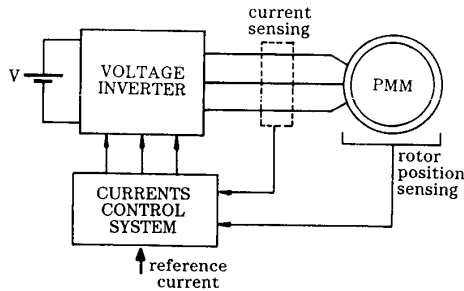 current
sensing
V
VOLTAGE
INVERTER
PMM
rotor
position
sensing
CURRENTS
CONTROL
SYSTEM
reference
current